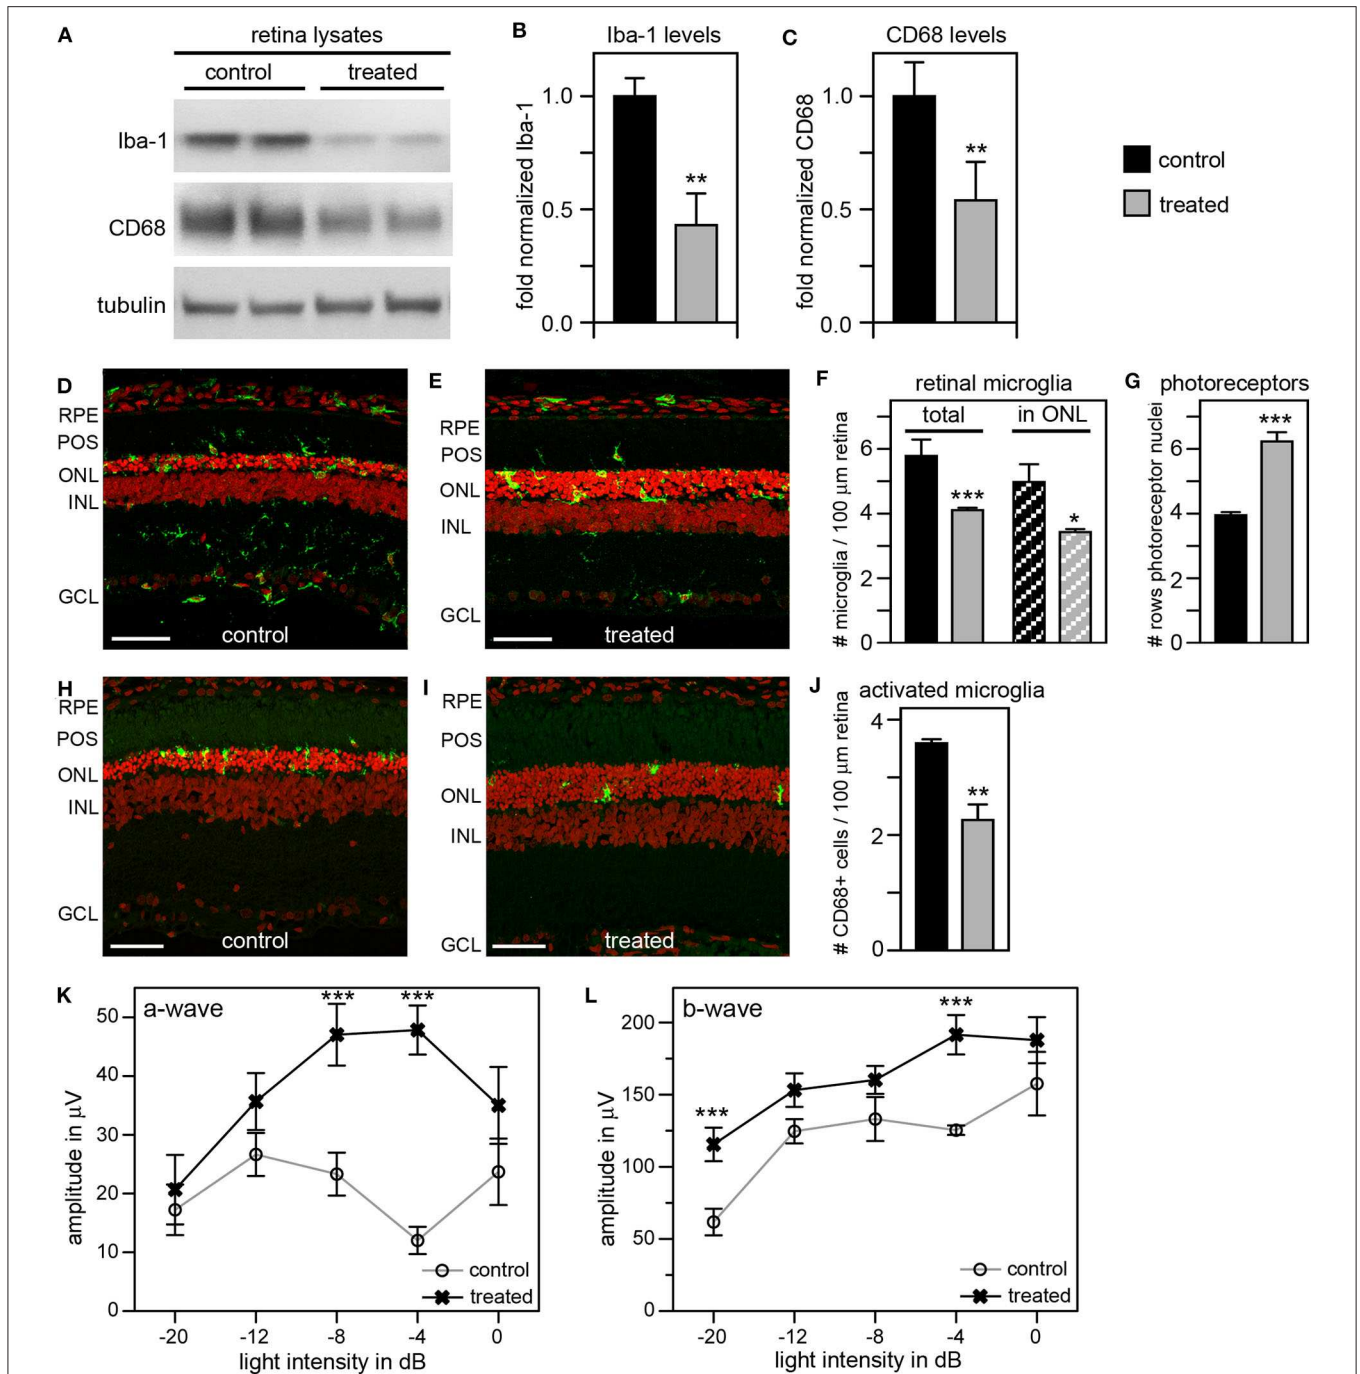 A
retina lysates
control treated
Iba-1
CD68
tubulin
B
Iba-1 levels
fold normalized Iba-1
1.0
0.5
0.0
**
C
CD68 levels
fold normalized CD68
1.0
0.5
0.0
**
control
treated
D
RPE
POS
ONL
INL
GCL
control
E
RPE
POS
ONL
INL
GCL
treated
F
retinal microglia
total in ONL
# microglia / 100 µm retina
6
4
2
0
***
*
G
photoreceptors
# rows photoreceptor nuclei
6
4
2
0
***
H
RPE
POS
ONL
INL
GCL
control
I
RPE
POS
ONL
INL
GCL
treated
J
activated microglia
# CD68+ cells / 100 µm retina
4
2
0
**
K
a-wave
amplitude in µV
50
40
30
20
10
0
*** ***
control
treated
-20 -12 -8 -4 0
light intensity in dB
L
b-wave
amplitude in µV
200
150
100
50
0
***
***
control
treated
-20 -12 -8 -4 0
light intensity in dB